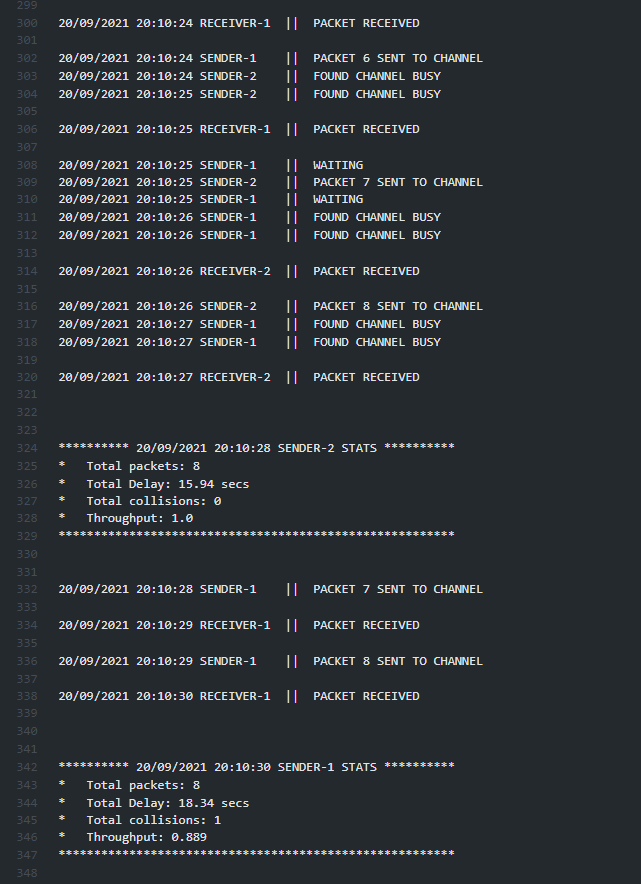 299
300 20/09/2021 20:10:24 RECEIVER-1 || PACKET RECEIVED
301
302 20/09/2021 20:10:24 SENDER-1 || PACKET 6 SENT TO CHANNEL
303 20/09/2021 20:10:24 SENDER-2 || FOUND CHANNEL BUSY
304 20/09/2021 20:10:25 SENDER-2 || FOUND CHANNEL BUSY
305
306 20/09/2021 20:10:25 RECEIVER-1 || PACKET RECEIVED
307
308 20/09/2021 20:10:25 SENDER-1 || WAITING
309 20/09/2021 20:10:25 SENDER-2 || PACKET 7 SENT TO CHANNEL
310 20/09/2021 20:10:25 SENDER-1 || WAITING
311 20/09/2021 20:10:26 SENDER-1 || FOUND CHANNEL BUSY
312 20/09/2021 20:10:26 SENDER-1 || FOUND CHANNEL BUSY
313
314 20/09/2021 20:10:26 RECEIVER-2 || PACKET RECEIVED
315
316 20/09/2021 20:10:26 SENDER-2 || PACKET 8 SENT TO CHANNEL
317 20/09/2021 20:10:27 SENDER-1 || FOUND CHANNEL BUSY
318 20/09/2021 20:10:27 SENDER-1 || FOUND CHANNEL BUSY
319
320 20/09/2021 20:10:27 RECEIVER-2 || PACKET RECEIVED
321
322
323
324 ********** 20/09/2021 20:10:28 SENDER-2 STATS **********
325 * Total packets: 8
326 * Total Delay: 15.94 secs
327 * Total collisions: 0
328 * Throughput: 1.0
329 ********************************************************
330
331
332 20/09/2021 20:10:28 SENDER-1 || PACKET 7 SENT TO CHANNEL
333
334 20/09/2021 20:10:29 RECEIVER-1 || PACKET RECEIVED
335
336 20/09/2021 20:10:29 SENDER-1 || PACKET 8 SENT TO CHANNEL
337
338 20/09/2021 20:10:30 RECEIVER-1 || PACKET RECEIVED
339
340
341
342 ********** 20/09/2021 20:10:30 SENDER-1 STATS **********
343 * Total packets: 8
344 * Total Delay: 18.34 secs
345 * Total collisions: 1
346 * Throughput: 0.889
347 ********************************************************
348